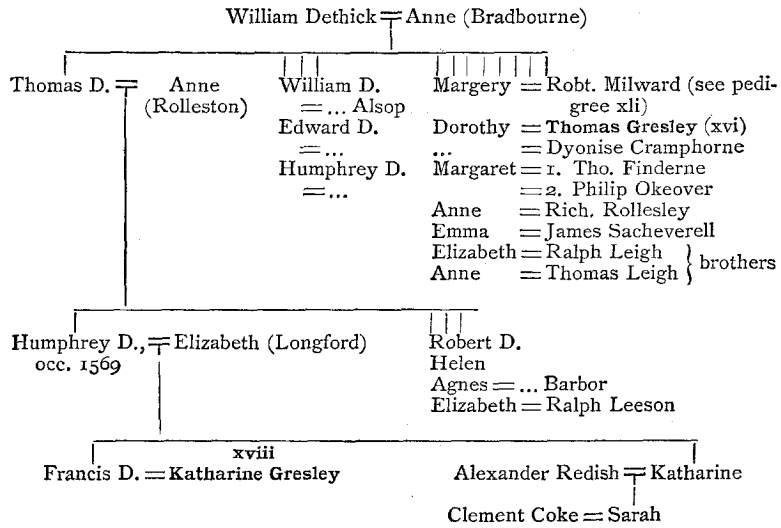 William Dethick = Anne (Bradbourne)
Thomas D. = Anne
(Rolleston)
William D.
= ... Alsop
Edward D.
= ...
Humphrey D.
= ...
Margery = Robt. Milward (see pedi-
gree xli)
Dorothy = Thomas Gresley (xvi)
... = Dyonise Cramphorne
Margaret = 1. Tho. Finderne
= 2. Philip Okeover
Anne = Rich. Rollesley
Emma = James Sacheverell
Elizabeth = Ralph Leigh } brothers
Anne = Thomas Leigh
Humphrey D., = Elizabeth (Longford)
occ. 1569
Robert D.
Helen
Agnes = ... Barbor
Elizabeth = Ralph Leeson
xviii
Francis D. = Katharine Gresley
Alexander Redish = Katharine
Clement Coke = Sarah